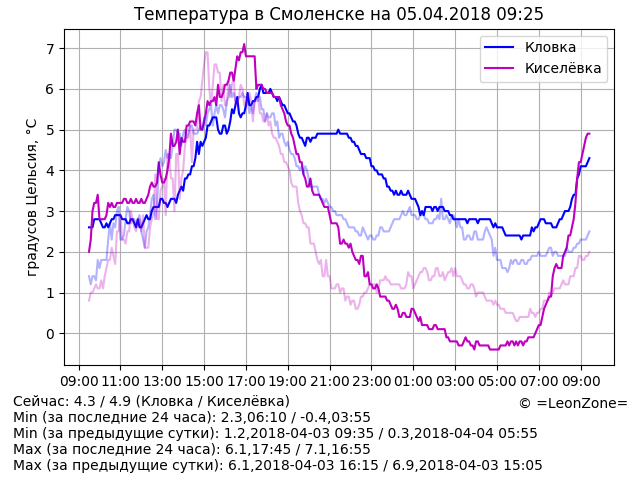 Температура в Смоленске на 05.04.2018 09:25
Кловка
Киселёвка
градусов Цельсия, °C
7
6
5
4
3
2
1
0
09:00 11:00 13:00 15:00 17:00 19:00 21:00 23:00 01:00 03:00 05:00 07:00 09:00
Сейчас: 4.3 / 4.9 (Кловка / Киселёвка)
© =LeonZone=
Min (за последние 24 часа): 2.3,06:10 / -0.4,03:55
Min (за предыдущие сутки): 1.2,2018-04-03 09:35 / 0.3,2018-04-04 05:55
Max (за последние 24 часа): 6.1,17:45 / 7.1,16:55
Max (за предыдущие сутки): 6.1,2018-04-03 16:15 / 6.9,2018-04-03 15:05